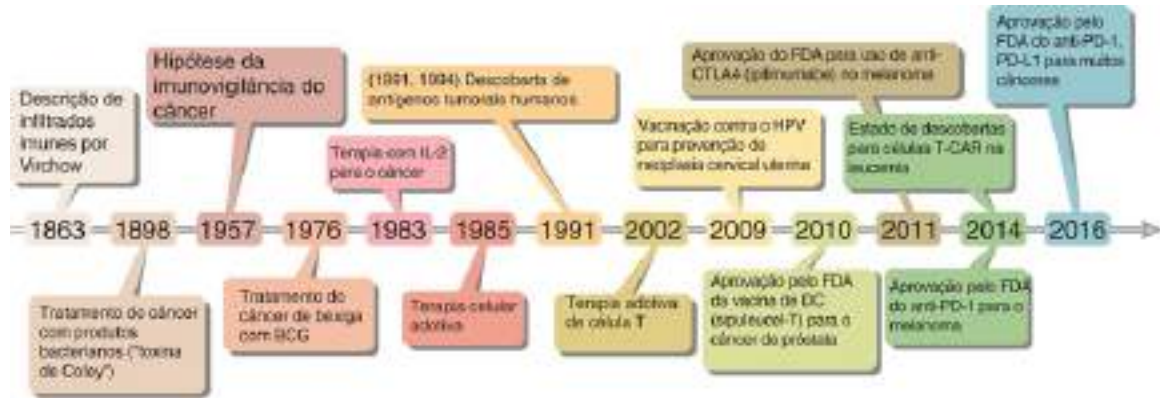 Descrição de
infiltrados
imunes por
Virchow
Hipótese da
imunovigilância do
câncer
Terapia com IL-2
para o câncer
(1991, 1994) Descoberta de
antígenos tumorais humanos
Vacinação contra o HPV
para prevenção de
neoplasia cervical uterina
Aprovação do FDA para uso de anti-
CTLA4 (ipilimumabe) no melanoma
Estado de descobertas
para células T-CAR na
leucemia
Aprovação pelo
FDA do anti-PD-1,
PD-L1 para muitos
cânceres
1863 1898 1957 1976 1983 1985 1991 2002 2009 2010 2011 2014 2016
Tratamento do câncer
com produtos
bacterianos ("toxina
de Coley")
Tratamento do
câncer de bexiga
com BCG
Terapia celular
adotiva
Terapia adotiva
de célula T
Aprovação pelo FDA
da vacina de DC
(sipuleucel-T) para o
câncer de próstata
Aprovação pelo FDA
do anti-PD-1 para o
melanoma